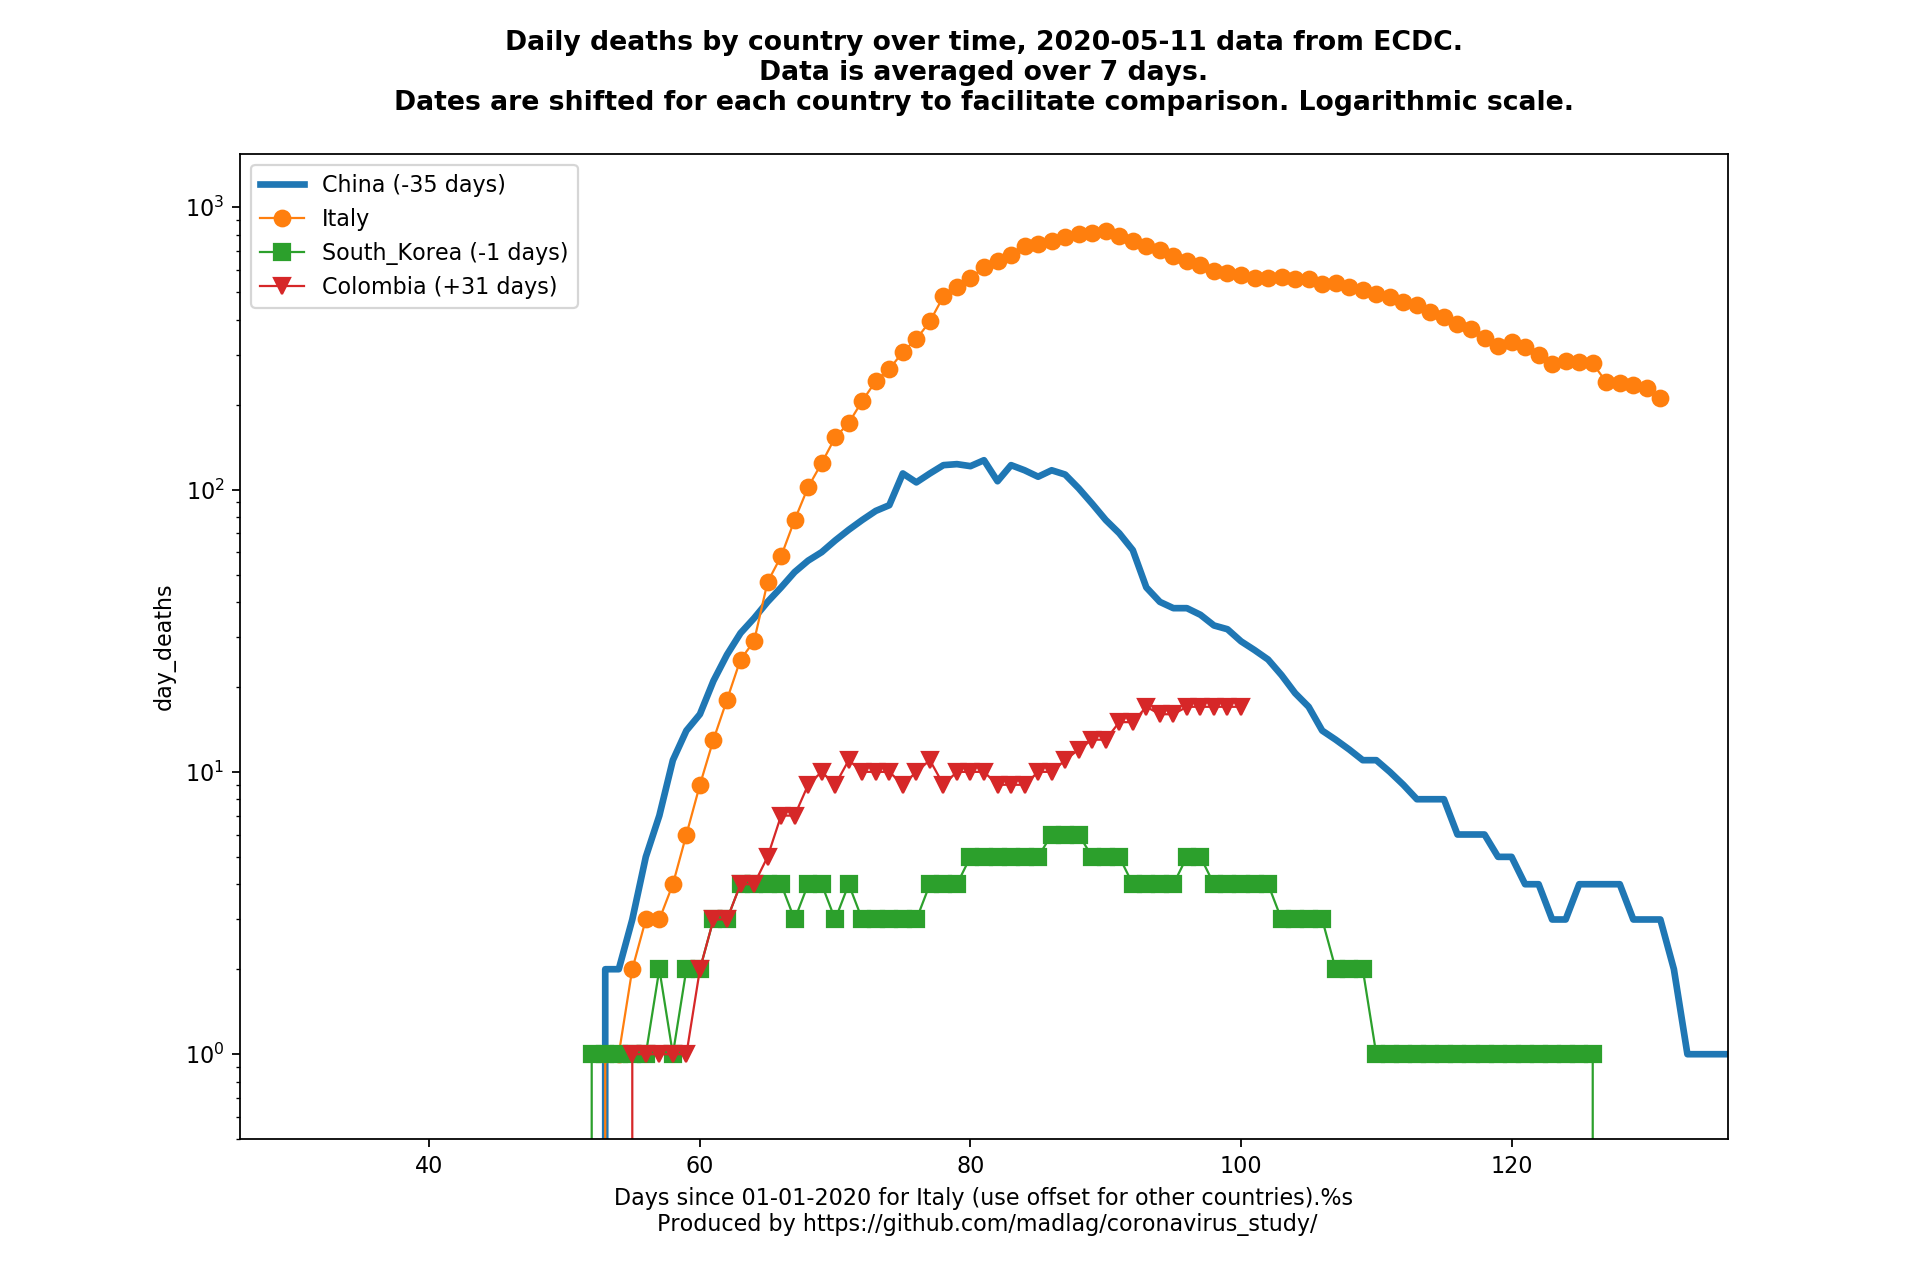 Daily deaths by country over time, 2020-05-11 data from ECDC.
Data is averaged over 7 days.
Dates are shifted for each country to facilitate comparison. Logarithmic scale.
China (-35 days)
Italy
South_Korea (-1 days)
Colombia (+31 days)
10³
10²
10¹
10⁰
day_deaths
40 60 80 100 120
Days since 01-01-2020 for Italy (use offset for other countries).%s
Produced by https://github.com/madlag/coronavirus_study/